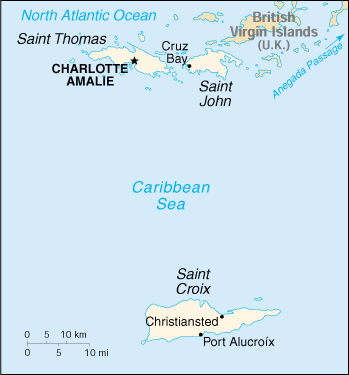 North Atlantic Ocean
British
Virgin Islands
(U.K.)
Saint Thomas
Cruz
Bay
CHARLOTTE
AMALIE
Saint
John
Anegada Passage
Caribbean
Sea
Saint
Croix
Christiansted
Port Alucroix
0 5 10 km
0 5 10 mi